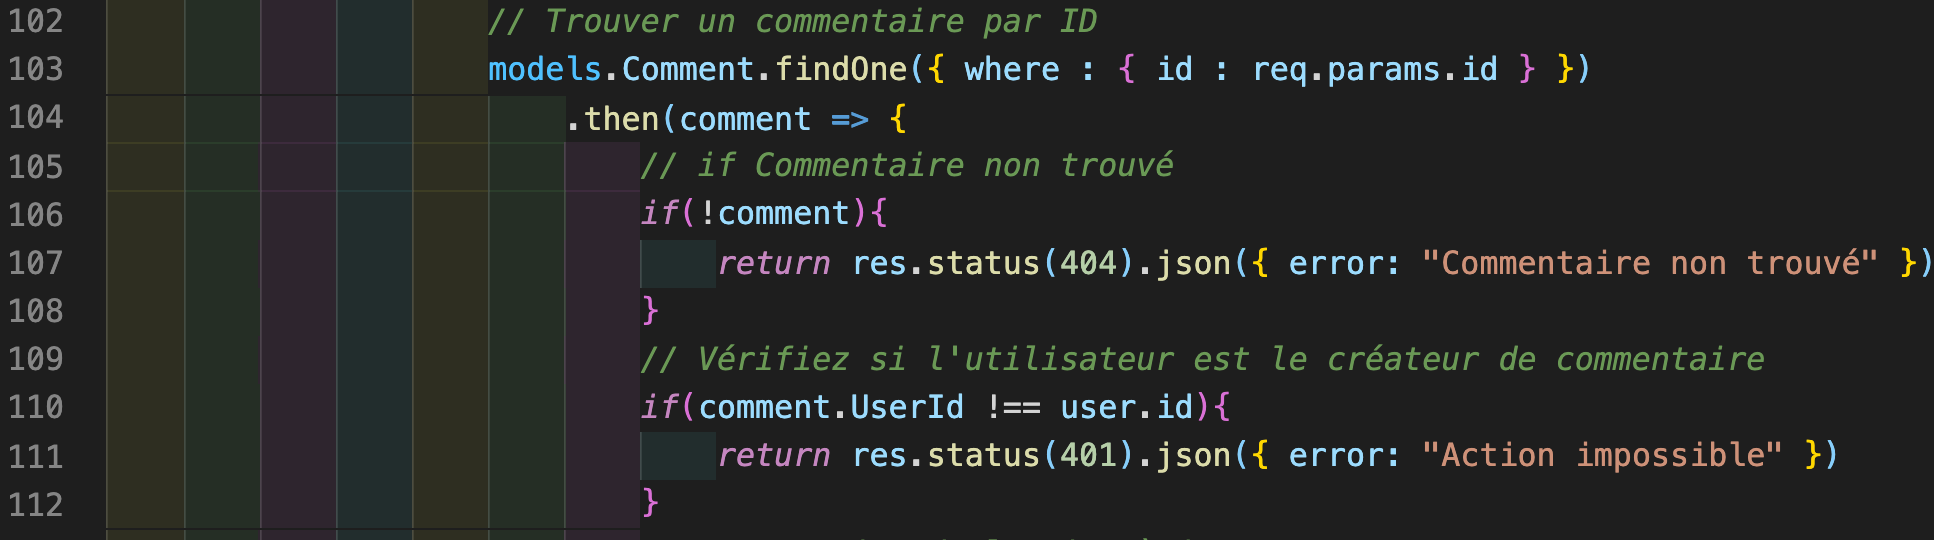 102 // Trouver un commentaire par ID
103 models.Comment.findOne({ where : { id : req.params.id } })
104 .then(comment => {
105 // if Commentaire non trouvé
106 if(!comment){
107 return res.status(404).json({ error: "Commentaire non trouvé" })
108 }
109 // Vérifiez si l'utilisateur est le créateur de commentaire
110 if(comment.UserId !== user.id){
111 return res.status(401).json({ error: "Action impossible" })
112 }